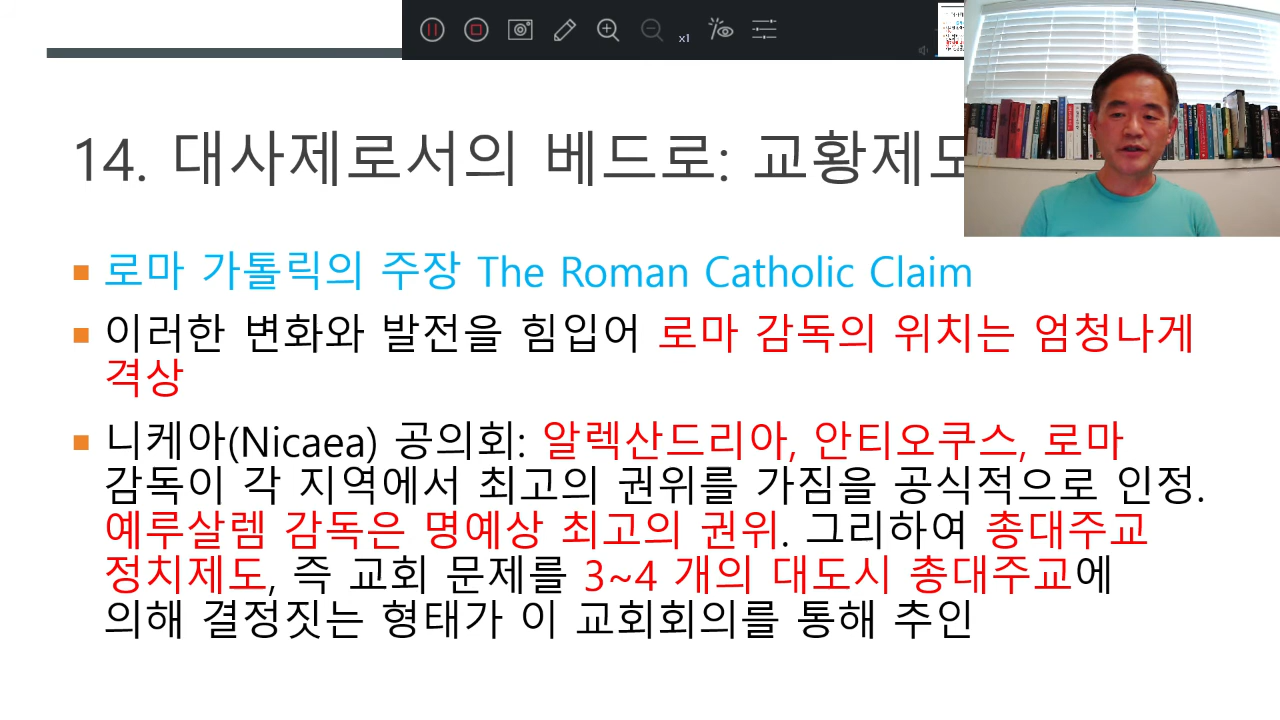 x1
14. 대사제로서의 베드로: 교황제도
로마 가톨릭의 주장 The Roman Catholic Claim
이러한 변화와 발전을 힘입어 로마 감독의 위치는 엄청나게
격상
니케아(Nicaea) 공의회: 알렉산드리아, 안티오쿠스, 로마
감독이 각 지역에서 최고의 권위를 가짐을 공식적으로 인정.
예루살렘 감독은 명예상 최고의 권위. 그리하여 총대주교
정치제도, 즉 교회 문제를 3~4 개의 대도시 총대주교에
의해 결정짓는 형태가 이 교회회의를 통해 추인